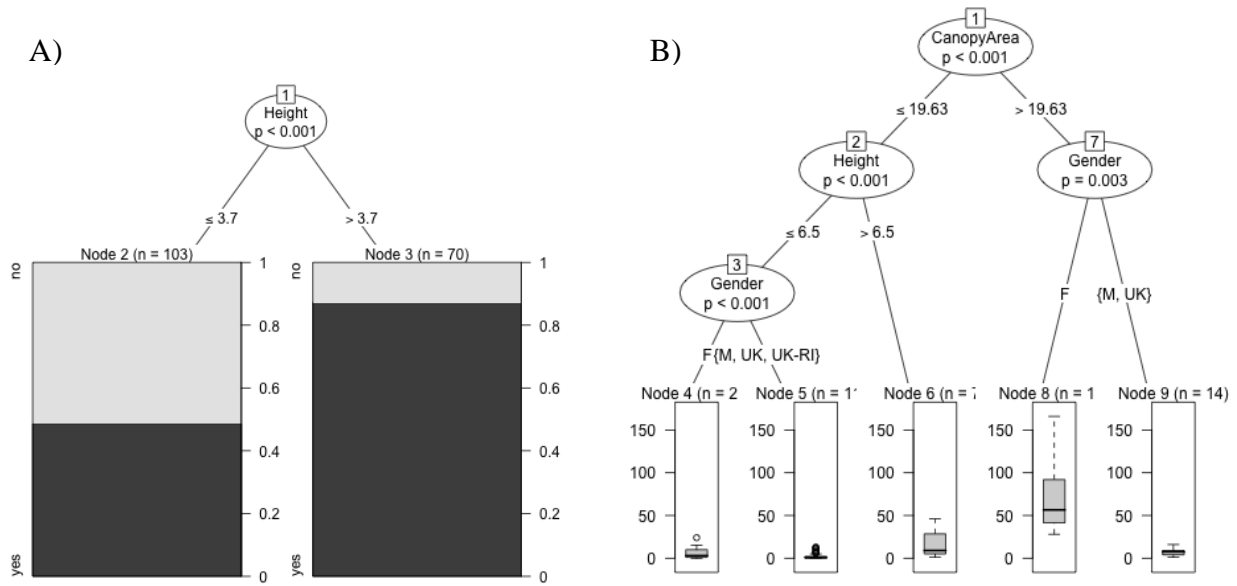 A)
1
Height
p < 0.001
≤ 3.7
> 3.7
Node 2 (n = 103)
no
yes
1
0.8
0.6
0.4
0.2
0
Node 3 (n = 70)
no
yes
1
0.8
0.6
0.4
0.2
0
B)
1
CanopyArea
p < 0.001
≤ 19.63
> 19.63
2
Height
p < 0.001
7
Gender
p = 0.003
≤ 6.5
> 6.5
3
Gender
p < 0.001
F
{M, UK}
F{M, UK, UK-RI}
Node 4 (n = 2
Node 5 (n = 1
Node 6 (n =
Node 8 (n = 1
Node 9 (n = 14)
150
100
50
0
150
100
50
0
150
100
50
0
150
100
50
0
150
100
50
0